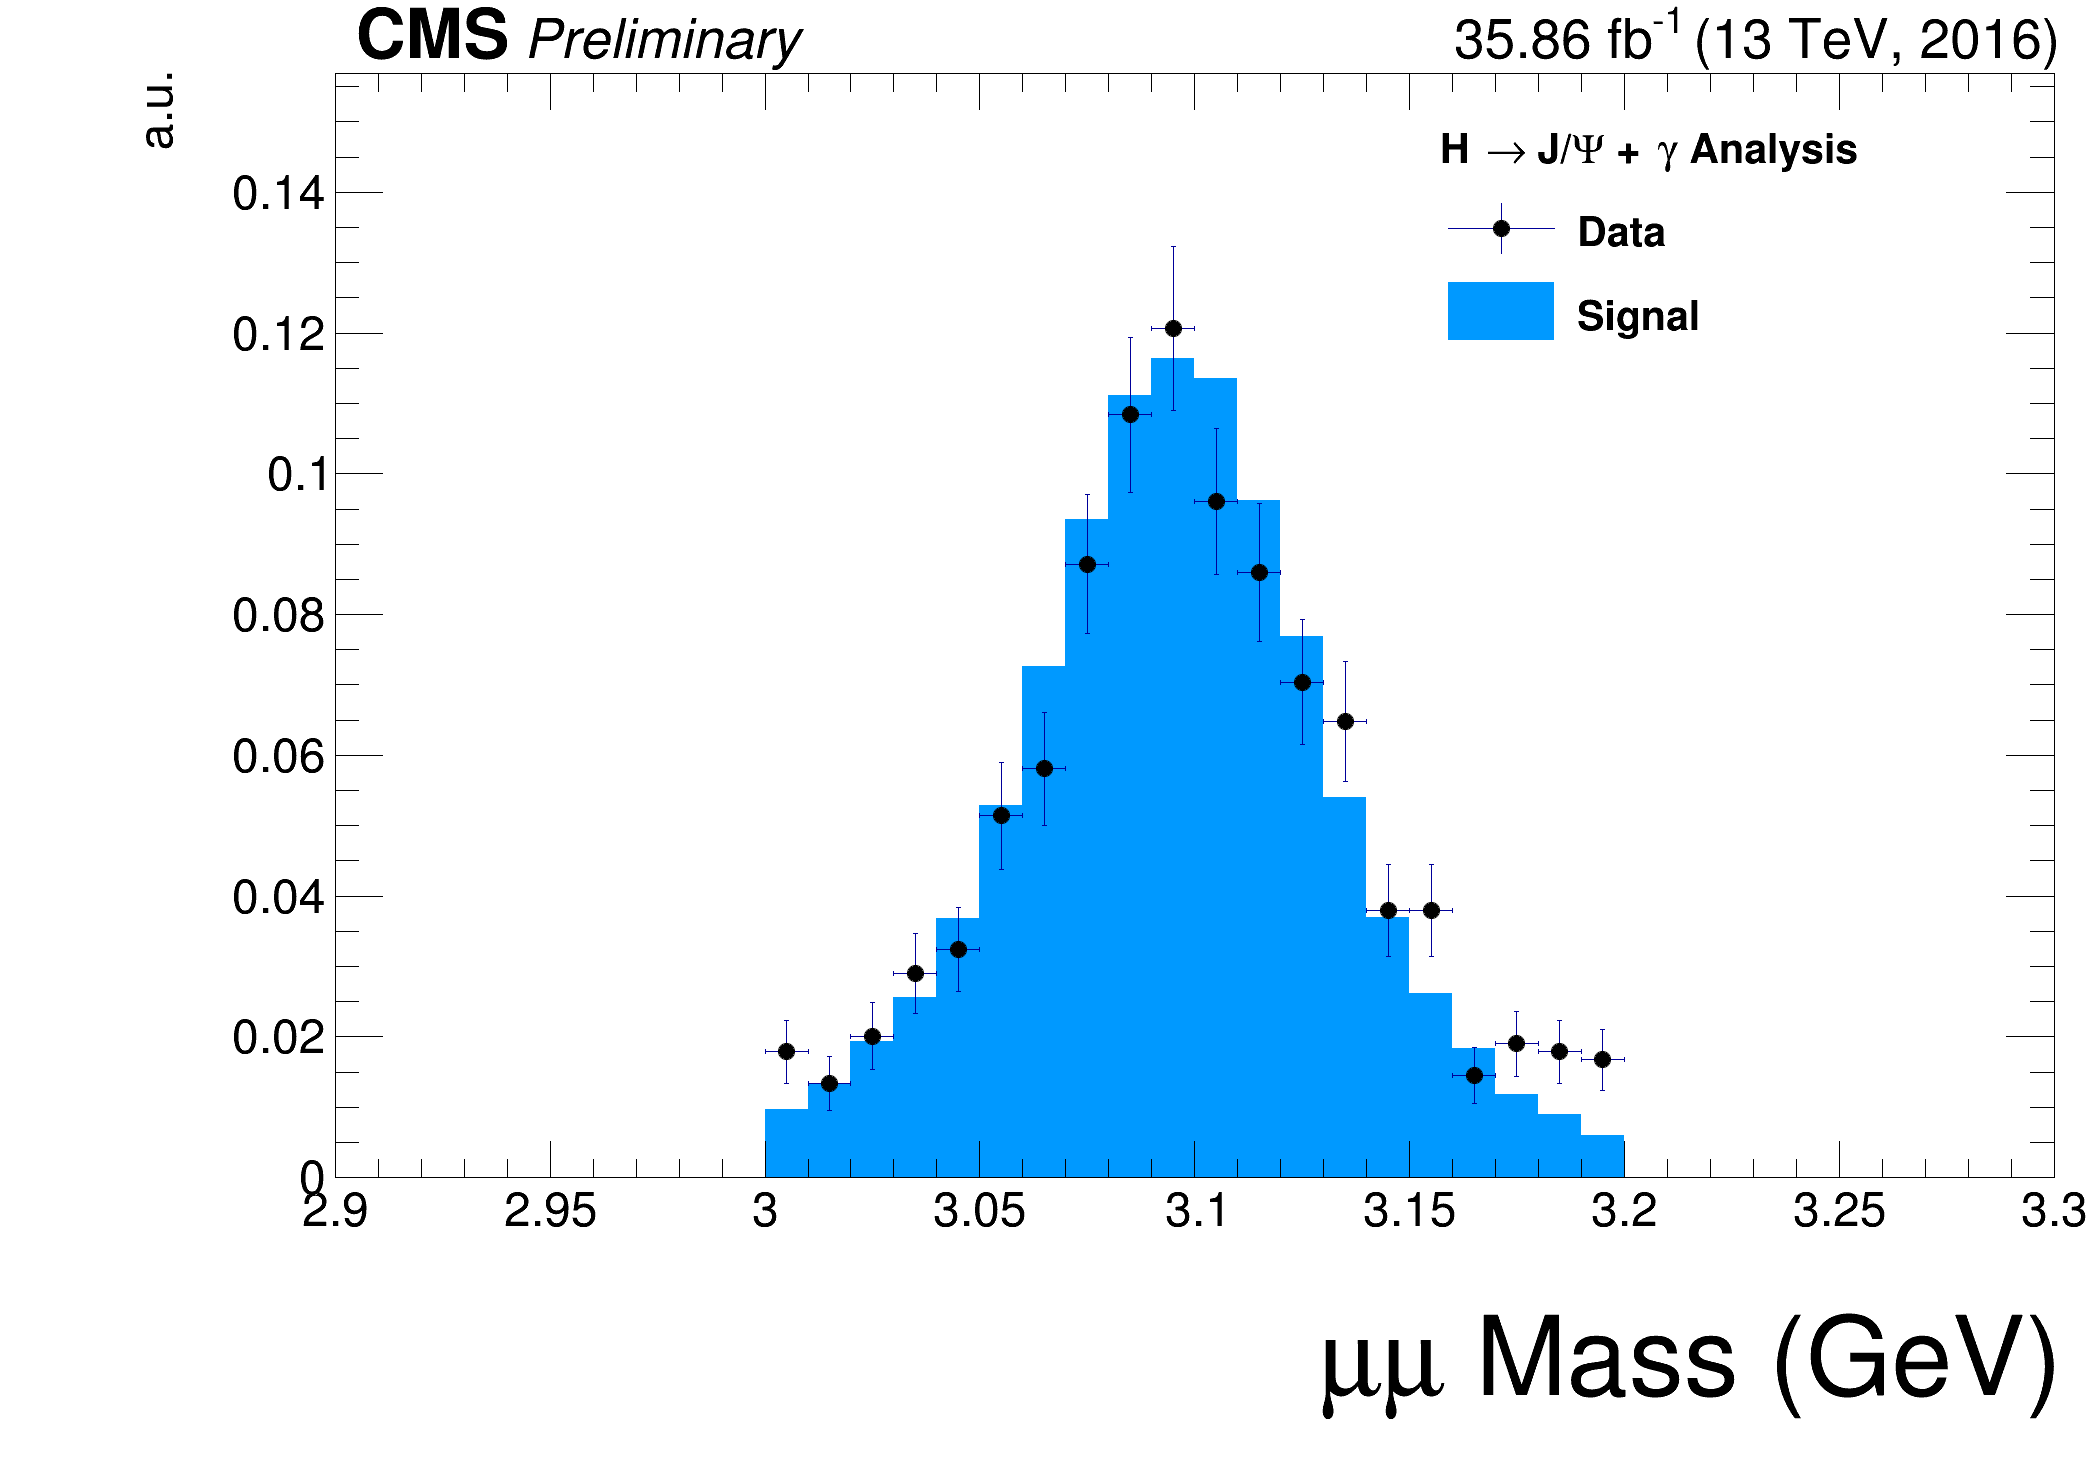 CMS Preliminary 35.86 fb⁻¹ (13 TeV, 2016)
a.u.
H → J/Ψ + γ Analysis
Data
Signal
0.14
0.12
0.1
0.08
0.06
0.04
0.02
0
2.9 2.95 3 3.05 3.1 3.15 3.2 3.25 3.3
μμ Mass (GeV)